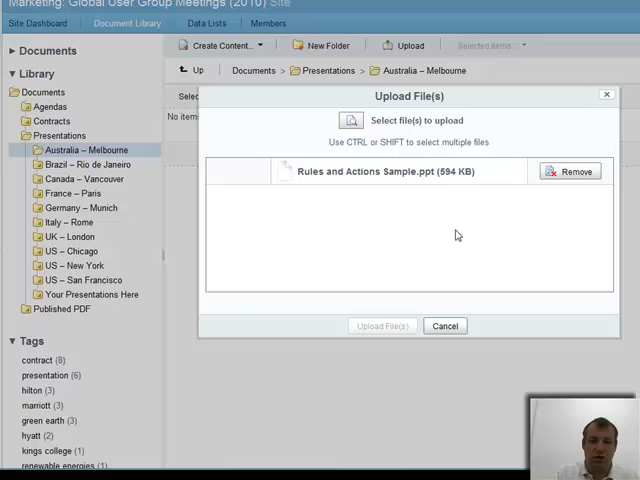 Marketing: Global User Group Meetings (2010) Site
Site Dashboard
Document Library
Data Lists
Members
Documents
Library
Documents
Agendas
Contracts
Presentations
Australia – Melbourne
Brazil – Rio de Janeiro
Canada – Vancouver
France – Paris
Germany – Munich
Italy – Rome
UK – London
US – Chicago
US – New York
US – San Francisco
Your Presentations Here
Published PDF
Tags
contract (8)
presentation (6)
hilton (3)
marriott (3)
green earth (3)
hyatt (2)
kings college (1)
renewable energies (1)
Create Content...
New Folder
Upload
Selected items...
Up
Documents > Presentations > Australia – Melbourne
Selec
No item
Upload File(s)
Select file(s) to upload
Use CTRL or SHIFT to select multiple files
Rules and Actions Sample.ppt (594 KB)
Remove
Upload File(s)
Cancel